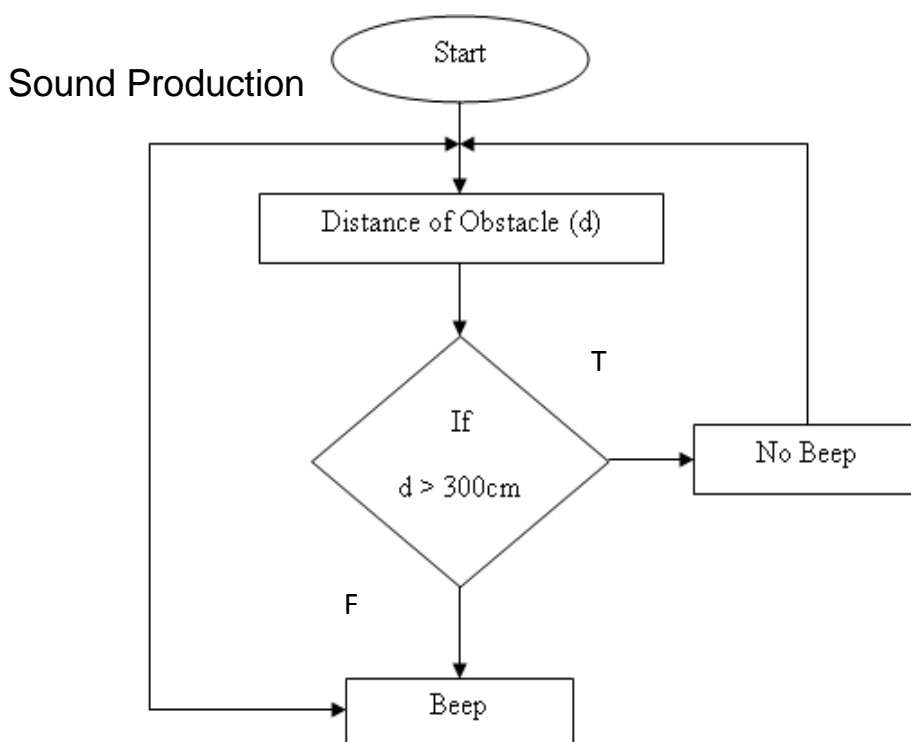 Start
Sound Production
Distance of Obstacle (d)
T
If
d > 300cm
No Beep
F
Beep